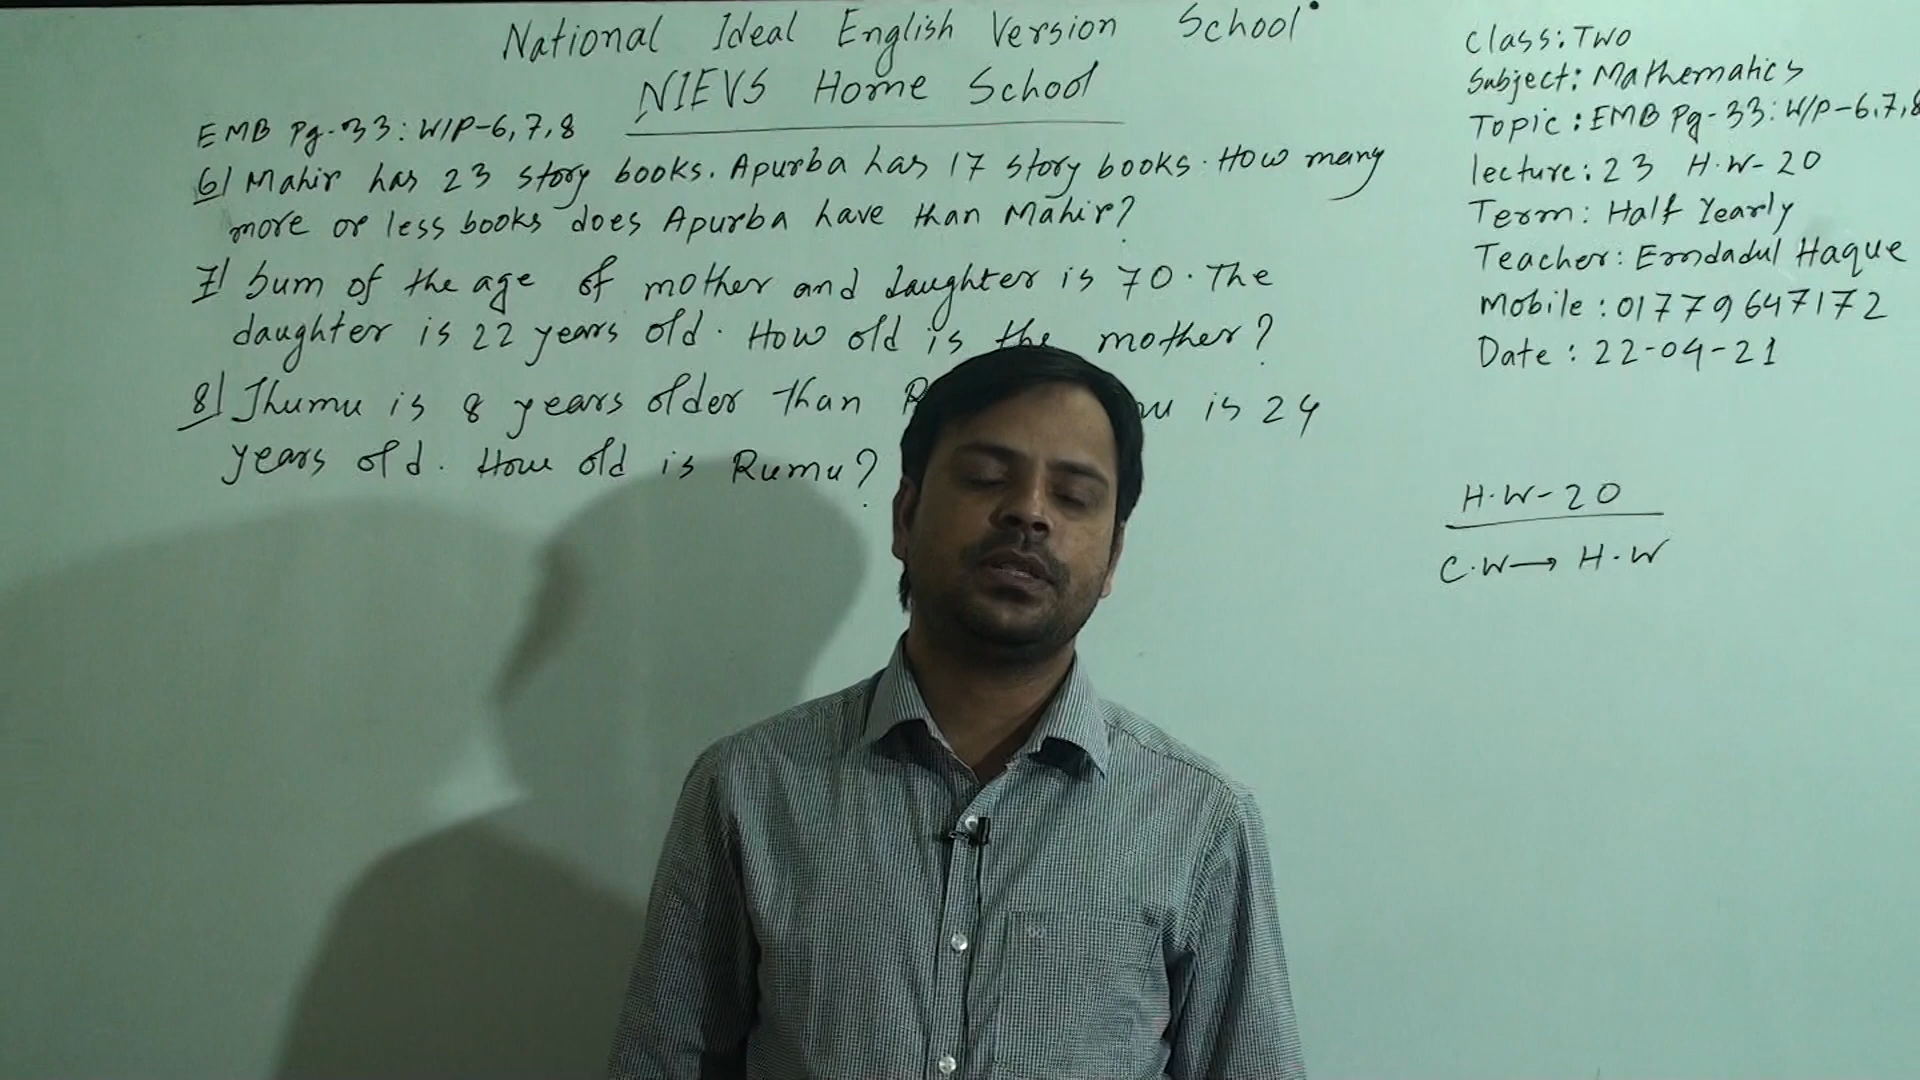 National Ideal English Version School
NIEVS Home School
EMB Pg-33: W/P-6,7,8
6) Mahir has 23 story books. Apurba has 17 story books. How many
more or less books does Apurba have than Mahir?
7) Sum of the age of mother and daughter is 70. The
daughter is 22 years old. How old is the mother?
8) Jhumu is 8 years older than is 24
years old. How old is Rumu?
Class: Two
Subject: Mathematics
Topic: EMB Pg-33: W/P-6,7,8
lecture: 23 H.W-20
Term: Half Yearly
Teacher: Emdadul Haque
Mobile: 01779647172
Date: 22-04-21
H.W-20
C.W→ H.W